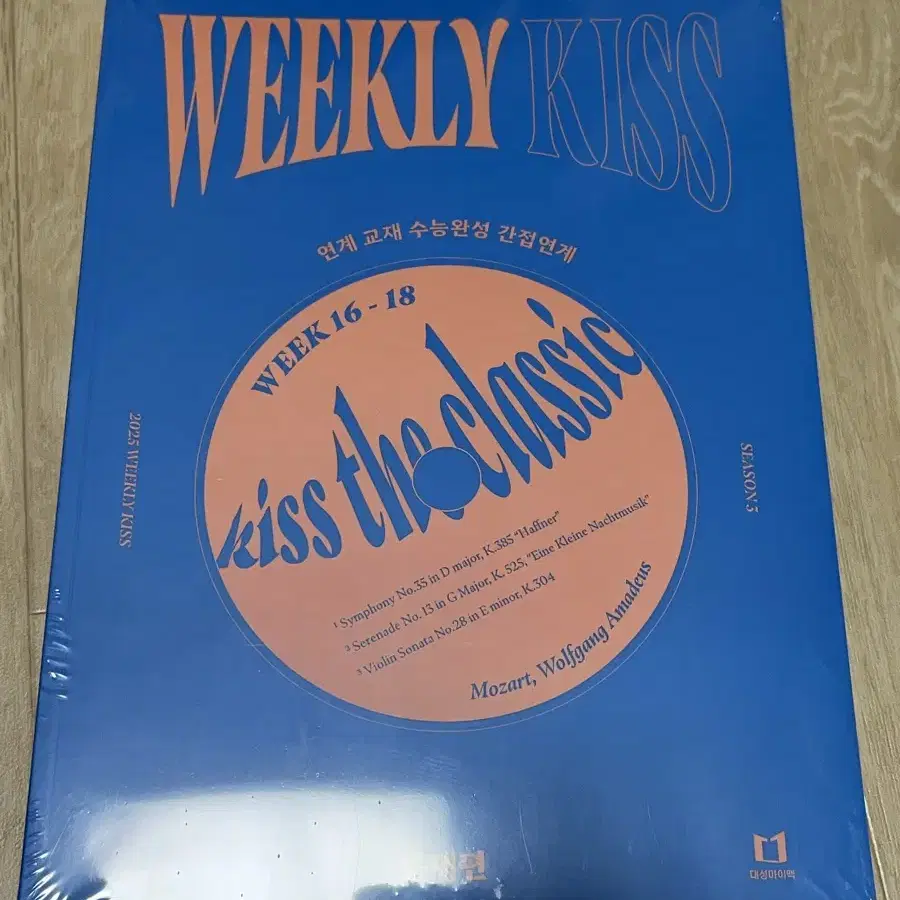 WEEKLY KISS
연계 교재 수능완성 간접연계
WEEK 16 - 18
kiss the classic
2025 WEEKLY KISS
SEASON 3
1 Symphony No.35 in D major, K.385 "Haffner"
2 Serenade No. 13 in G Major, K. 525, "Eine Kleine Nachtmusik"
3 Violin Sonata No.28 in E minor, K.304
Mozart, Wolfgang Amadeus
대성마이맥